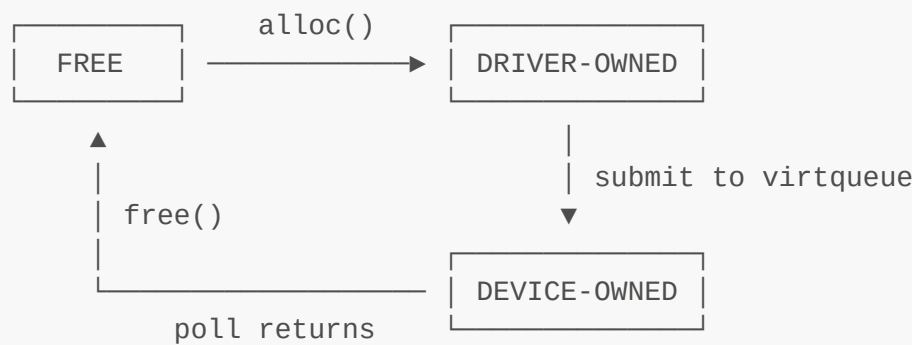 alloc()
FREE
DRIVER-OWNED
submit to virtqueue
free()
DEVICE-OWNED
poll returns